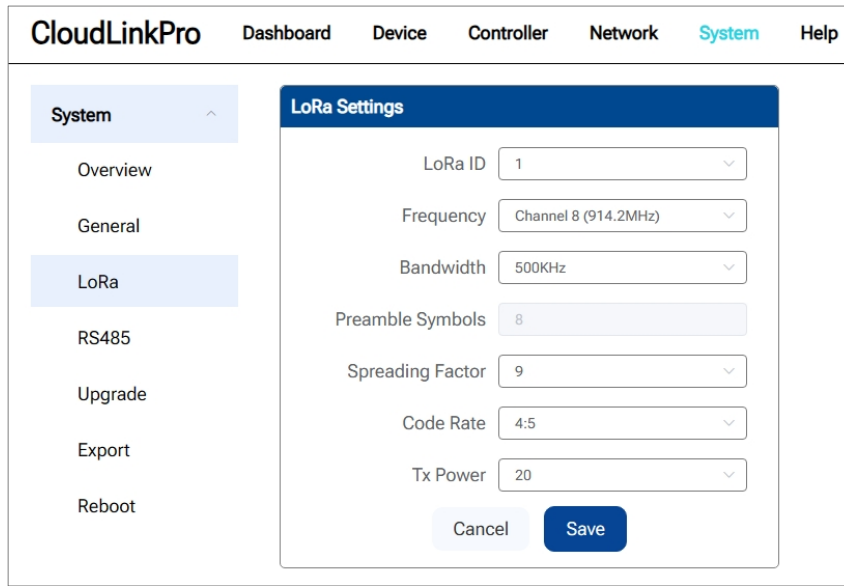 CloudLinkPro Dashboard Device Controller Network System Help
System
Overview
General
LoRa
RS485
Upgrade
Export
Reboot
LoRa Settings
LoRa ID 1
Frequency Channel 8 (914.2MHz)
Bandwidth 500KHz
Preamble Symbols 8
Spreading Factor 9
Code Rate 4:5
Tx Power 20
Cancel Save